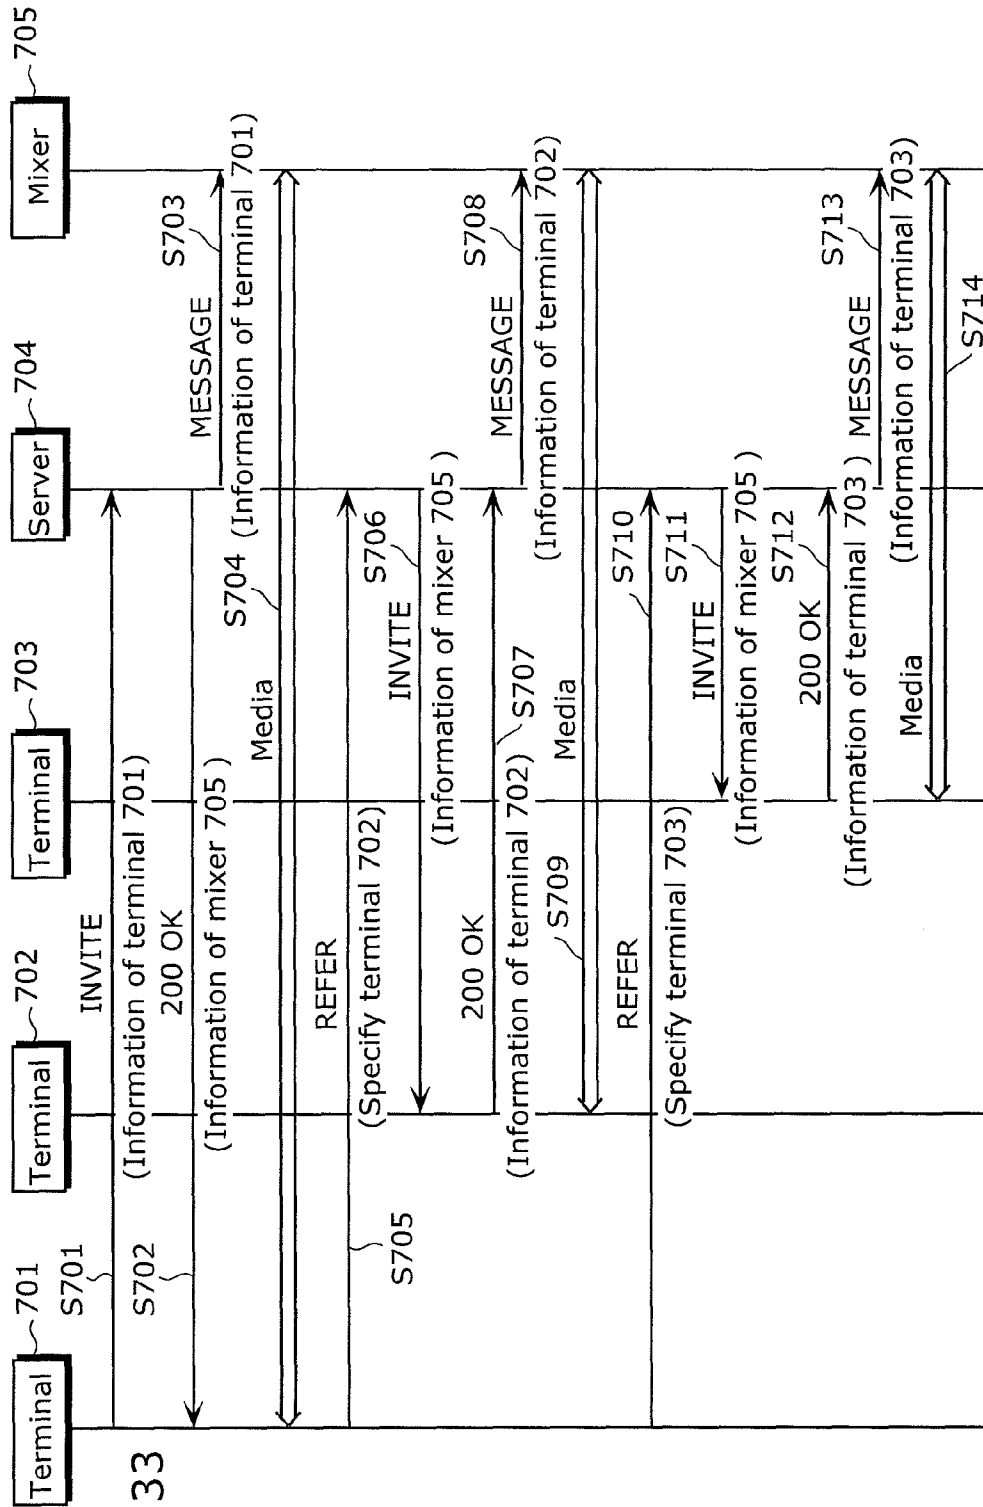 Terminal 701
Terminal 702
Terminal 703
Server 704
Mixer 705
33
S701
INVITE
(Information of terminal 701)
S702
200 OK
(Information of mixer 705)
S703
MESSAGE
(Information of terminal 701)
S704
Media
S705
REFER
(Specify terminal 702)
S706
INVITE
(Information of mixer 705)
S707
200 OK
(Information of terminal 702)
S708
MESSAGE
(Information of terminal 702)
S709
Media
S710
REFER
(Specify terminal 703)
S711
INVITE
(Information of mixer 705)
S712
200 OK
(Information of terminal 703)
S713
MESSAGE
(Information of terminal 703)
Media
S714